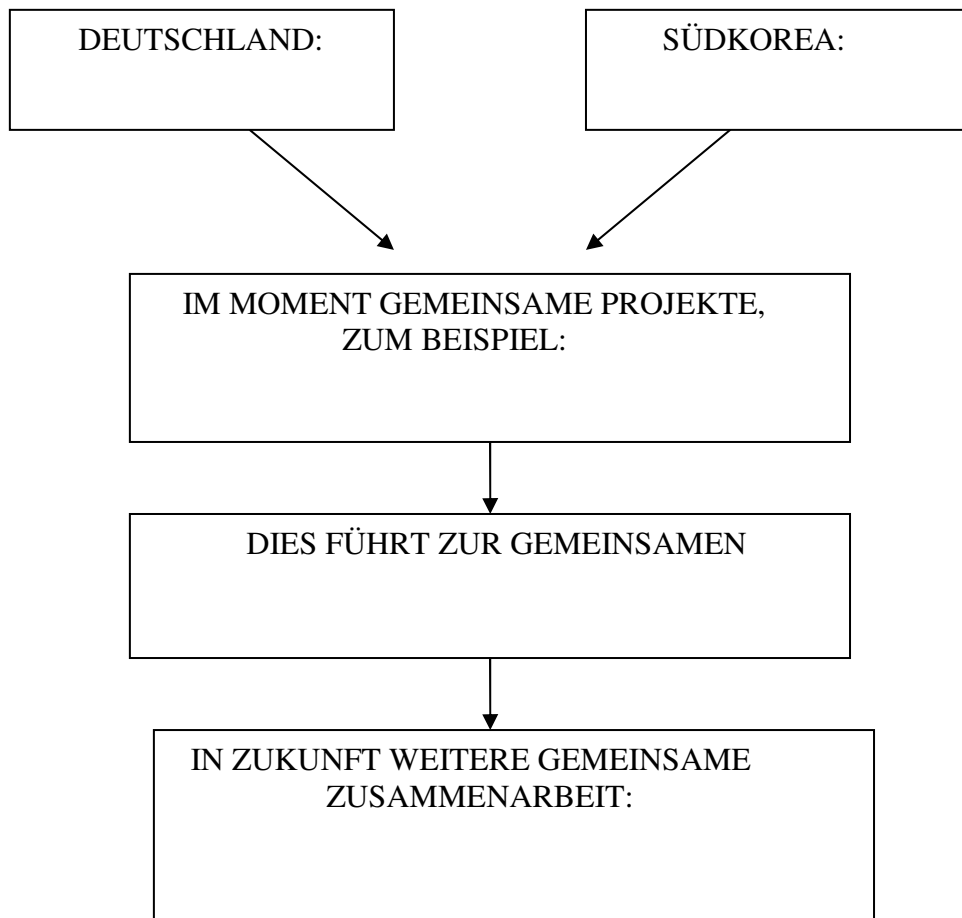 DEUTSCHLAND:
SÜDKOREA:
IM MOMENT GEMEINSAME PROJEKTE,
ZUM BEISPIEL:
DIES FÜHRT ZUR GEMEINSAMEN
IN ZUKUNFT WEITERE GEMEINSAME
ZUSAMMENARBEIT: